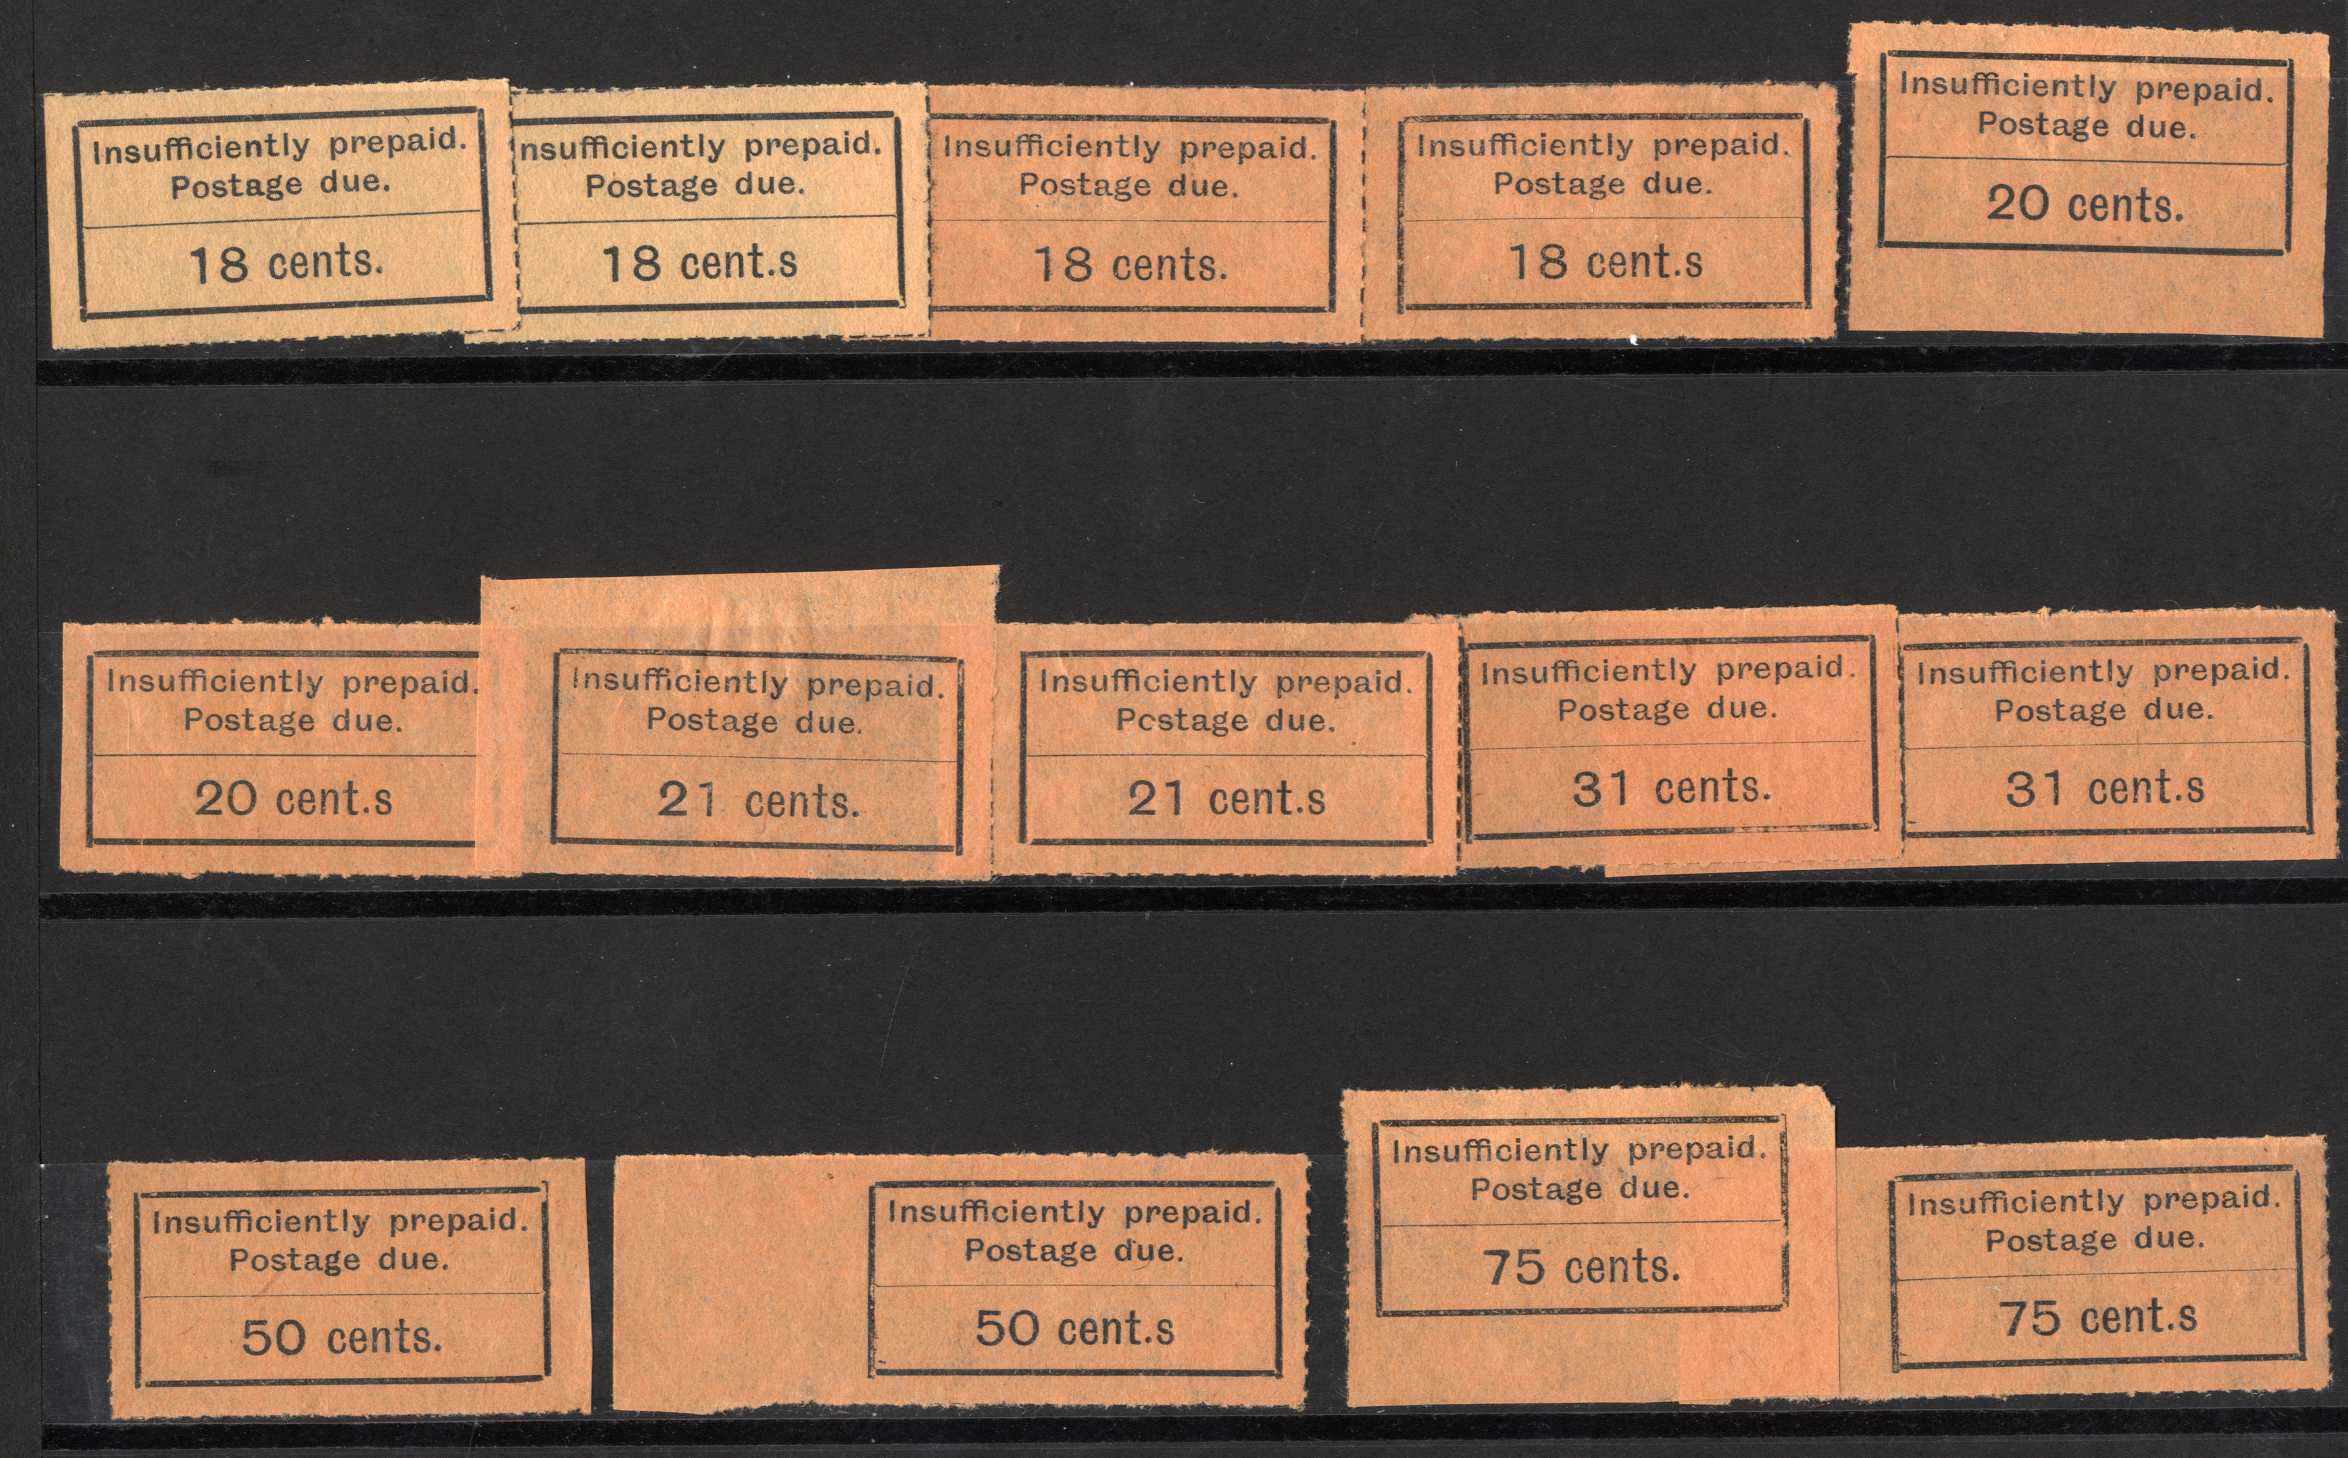 Insufficiently prepaid.
Postage due.
18 cents.
nsufficiently prepaid.
Postage due.
18 cent.s
Insufficiently prepaid.
Postage due.
18 cents.
Insufficiently prepaid.
Postage due.
18 cent.s
Insufficiently prepaid.
Postage due.
20 cents.
Insufficiently prepaid.
Postage due.
20 cent.s
Insufficiently prepaid.
Postage due.
21 cents.
Insufficiently prepaid.
Pcstage due.
21 cent.s
Insufficiently prepaid.
Postage due.
31 cents.
Insufficiently prepaid.
Postage due.
31 cent.s
Insufficiently prepaid.
Postage due.
50 cents.
Insufficiently prepaid.
Postage due.
50 cent.s
Insufficiently prepaid.
Postage due.
75 cents.
Insufficiently prepaid.
Postage due.
75 cent.s